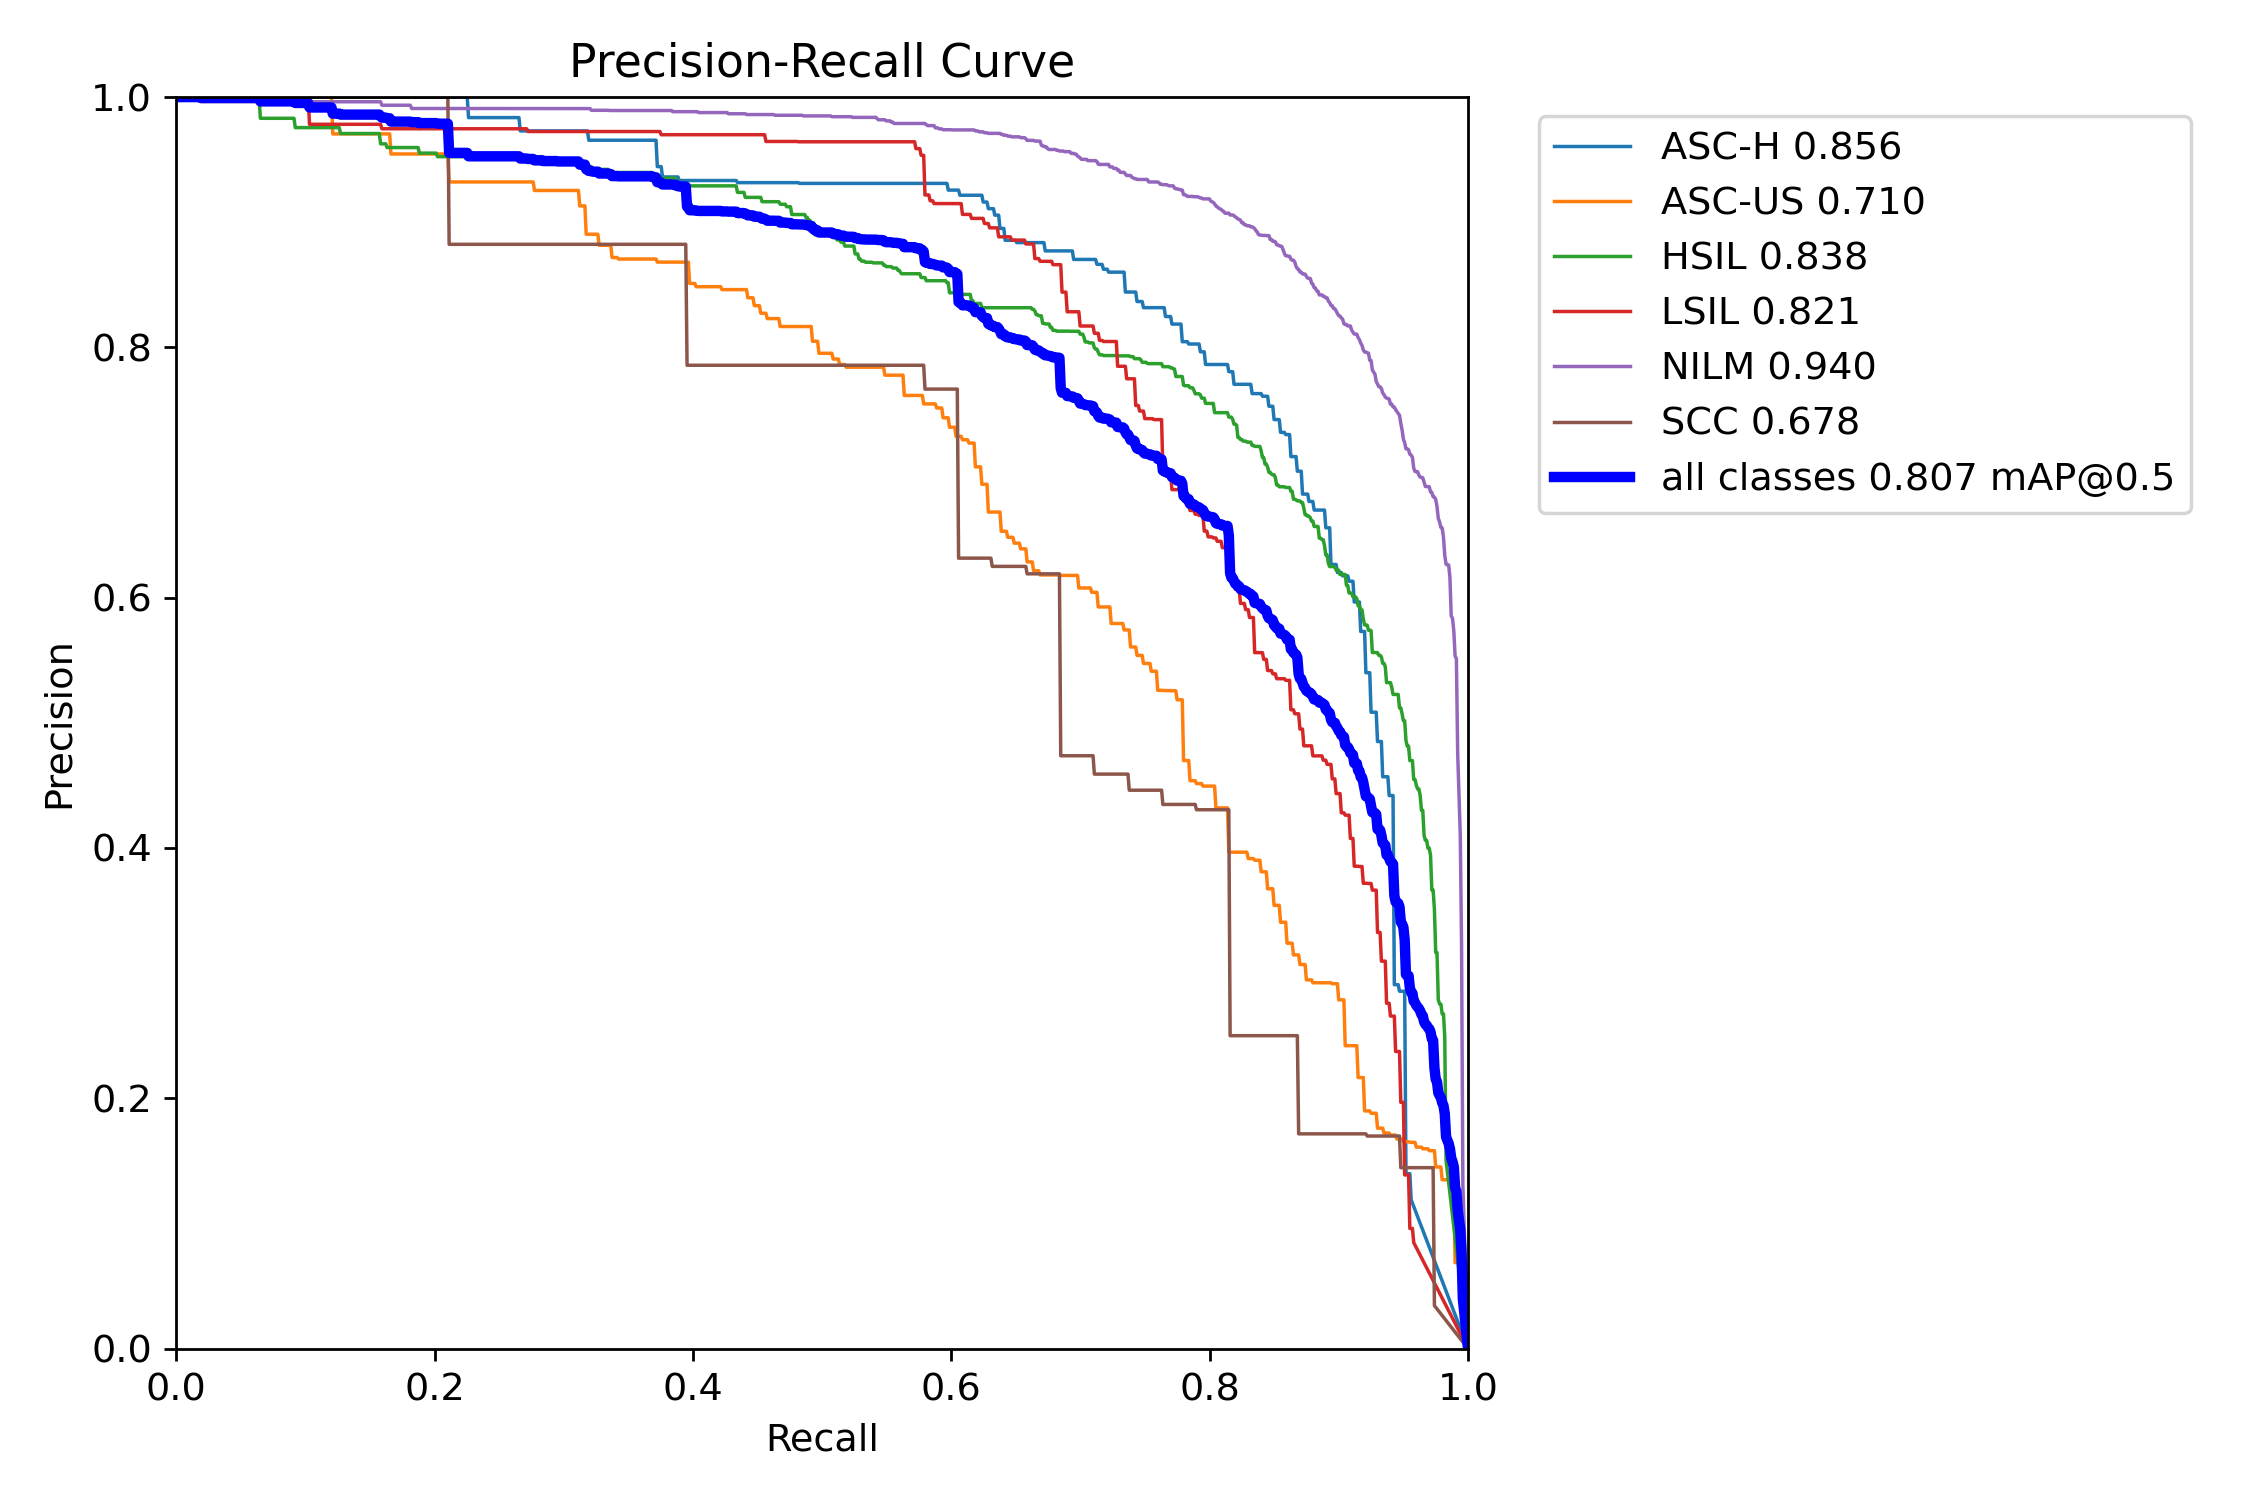 Precision-Recall Curve
1.0
0.8
0.6
0.4
0.2
0.0
Precision
0.0 0.2 0.4 0.6 0.8 1.0
Recall
ASC-H 0.856
ASC-US 0.710
HSIL 0.838
LSIL 0.821
NILM 0.940
SCC 0.678
all classes 0.807 mAP@0.5